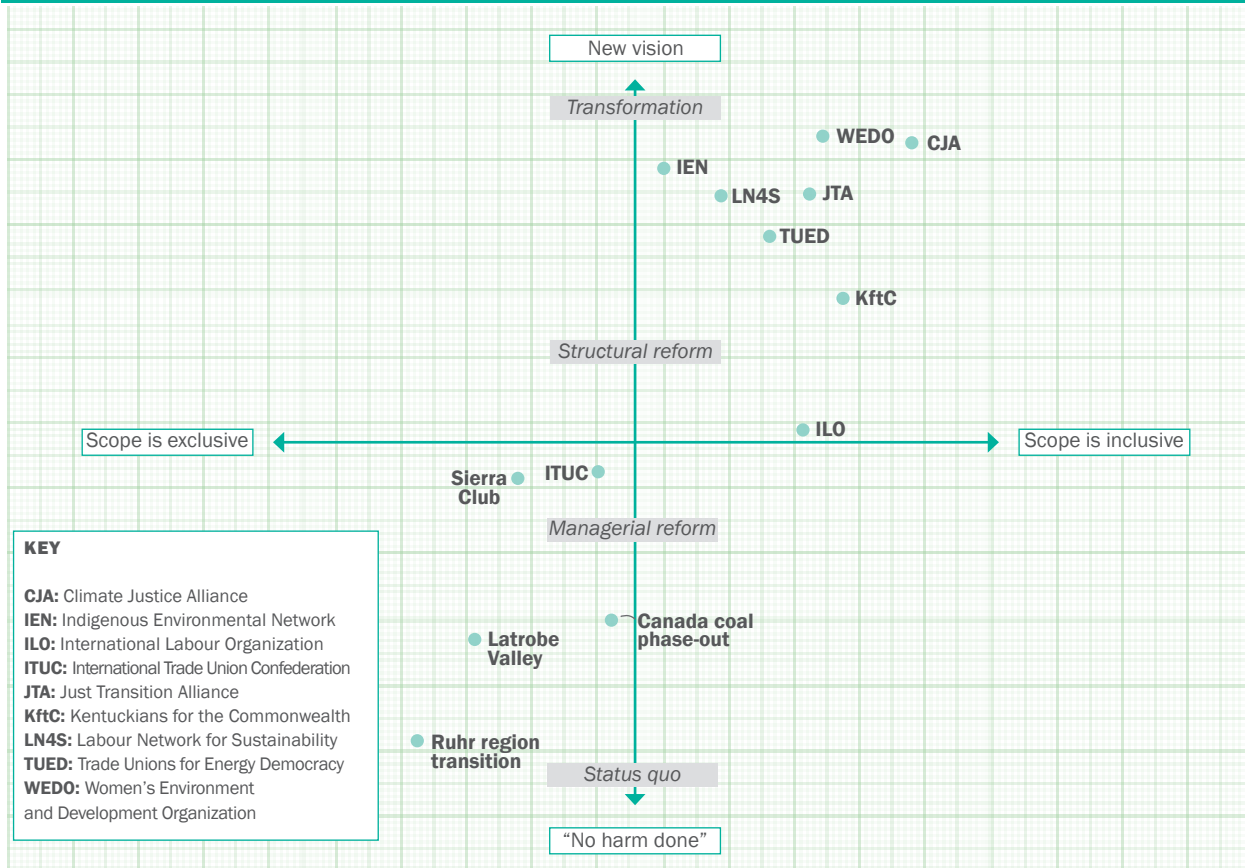 New vision
Transformation
WEDO
CJA
IEN
LN4S
JTA
TUED
KftC
Structural reform
Scope is exclusive
ILO
Scope is inclusive
Sierra
Club
ITUC
Managerial reform
Canada coal
phase-out
Latrobe
Valley
Ruhr region
transition
Status quo
“No harm done”
KEY
CJA: Climate Justice Alliance
IEN: Indigenous Environmental Network
ILO: International Labour Organization
ITUC: International Trade Union Confederation
JTA: Just Transition Alliance
KftC: Kentuckians for the Commonwealth
LN4S: Labour Network for Sustainability
TUED: Trade Unions for Energy Democracy
WEDO: Women’s Environment
and Development Organization